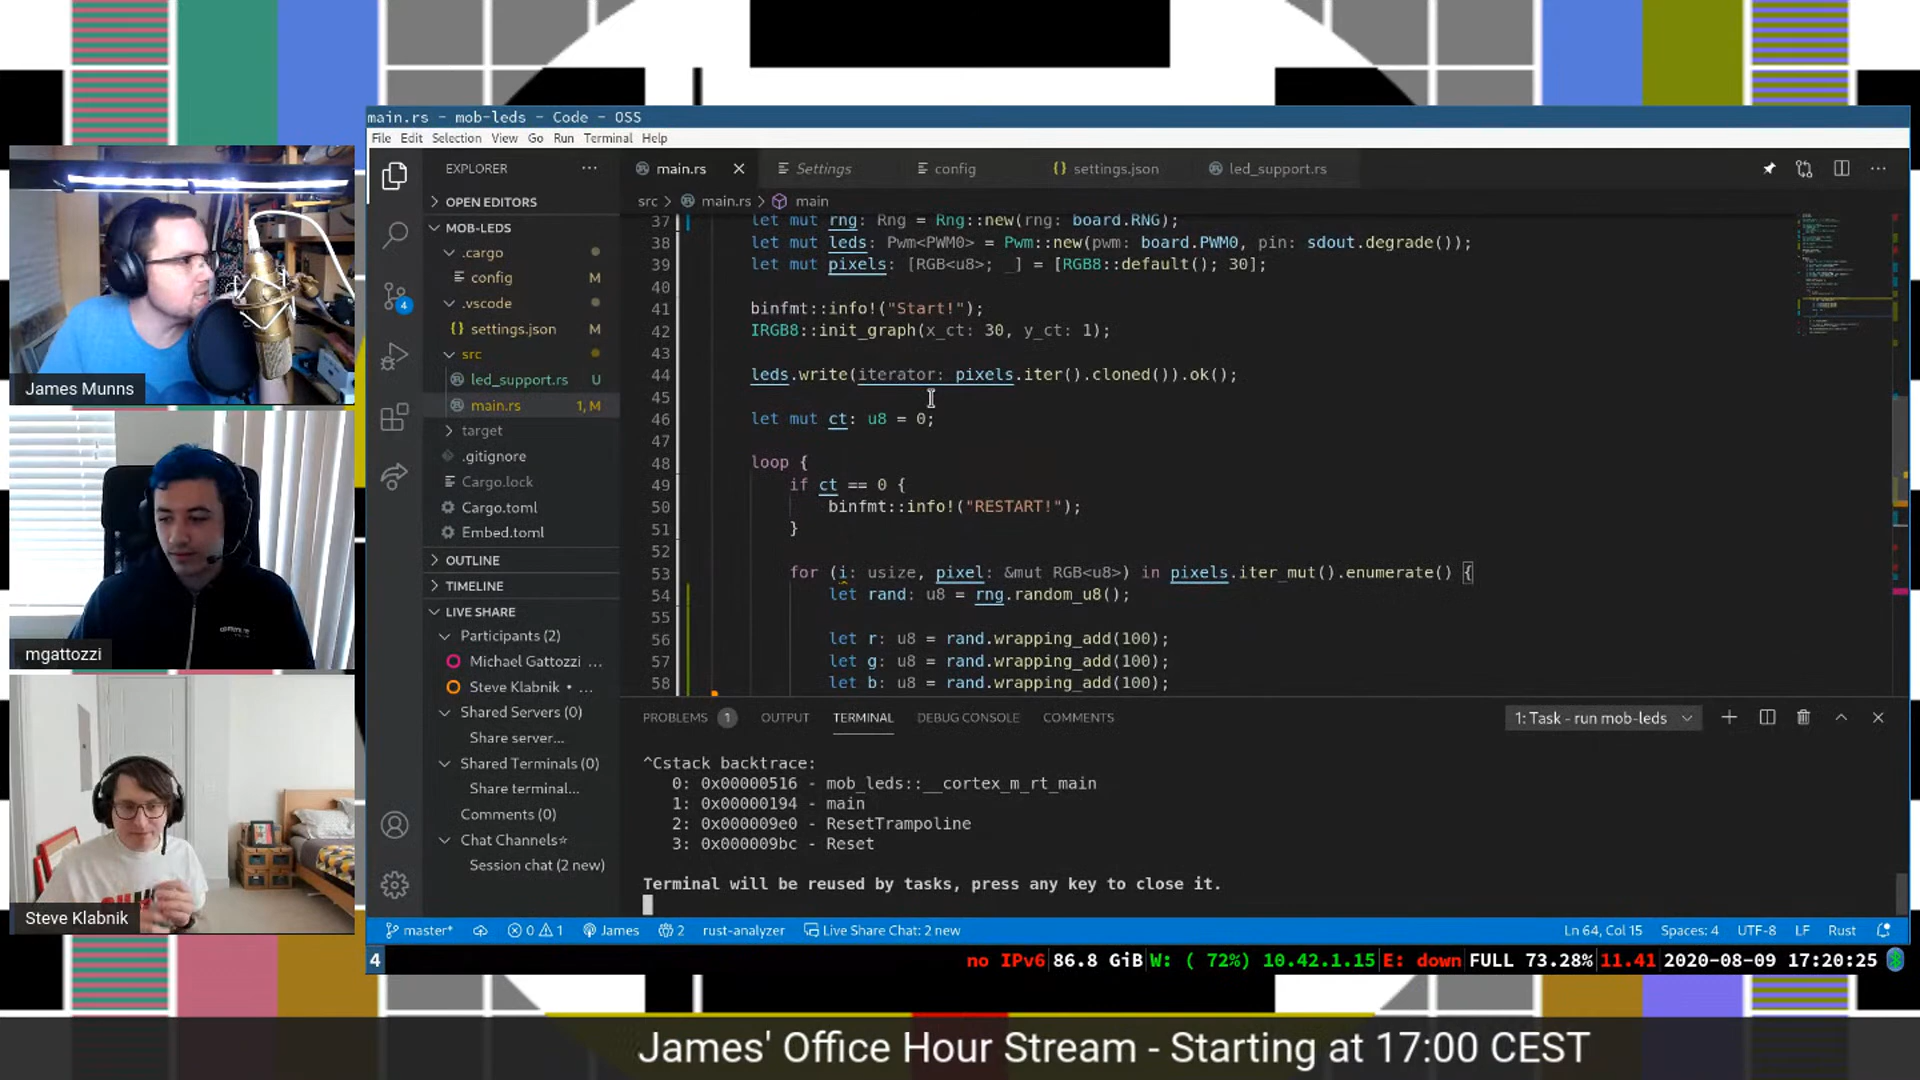 main.rs - mob-leds - Code - OSS
File Edit Selection View Go Run Terminal Help
EXPLORER
OPEN EDITORS
MOB-LEDS
.cargo
config M
.vscode
settings.json M
src
led_support.rs U
main.rs 1, M
target
.gitignore
Cargo.lock
Cargo.toml
Embed.toml
OUTLINE
TIMELINE
LIVE SHARE
Participants (2)
Michael Gattozzi ...
Steve Klabnik • ...
Shared Servers (0)
Share server...
Shared Terminals (0)
Share terminal...
Comments (0)
Chat Channels
Session chat (2 new)
4
main.rs Settings config settings.json led_support.rs
src > main.rs > main
37 let mut rng: Rng = Rng::new(rng: board.RNG);
38 let mut leds: Pwm<PWM0> = Pwm::new(pwm: board.PWM0, pin: sdout.degrade());
39 let mut pixels: [RGB<u8>; _] = [RGB8::default(); 30];
40
41 binfmt::info!("Start!");
42 IRGB8::init_graph(x_ct: 30, y_ct: 1);
43
44 leds.write(iterator: pixels.iter().cloned()).ok();
45
46 let mut ct: u8 = 0;
47
48 loop {
49 if ct == 0 {
50 binfmt::info!("RESTART!");
51 }
52
53 for (i: usize, pixel: &mut RGB<u8>) in pixels.iter_mut().enumerate() {
54 let rand: u8 = rng.random_u8();
55
56 let r: u8 = rand.wrapping_add(100);
57 let g: u8 = rand.wrapping_add(100);
58 let b: u8 = rand.wrapping_add(100);
PROBLEMS 1 OUTPUT TERMINAL DEBUG CONSOLE COMMENTS 1: Task - run mob-leds
^Cstack backtrace:
0: 0x00000516 - mob_leds::__cortex_m_rt_main
1: 0x00000194 - main
2: 0x000009e0 - ResetTrampoline
3: 0x000009bc - Reset
Terminal will be reused by tasks, press any key to close it.
master* 0 1 James 2 rust-analyzer Live Share Chat: 2 new Ln 64, Col 15 Spaces: 4 UTF-8 LF Rust
4 no IPv6 86.8 GiB W: ( 72%) 10.42.1.15 E: down FULL 73.28% 11.41 2020-08-09 17:20:25
James Munns
mgattozzi
Steve Klabnik
James' Office Hour Stream - Starting at 17:00 CEST